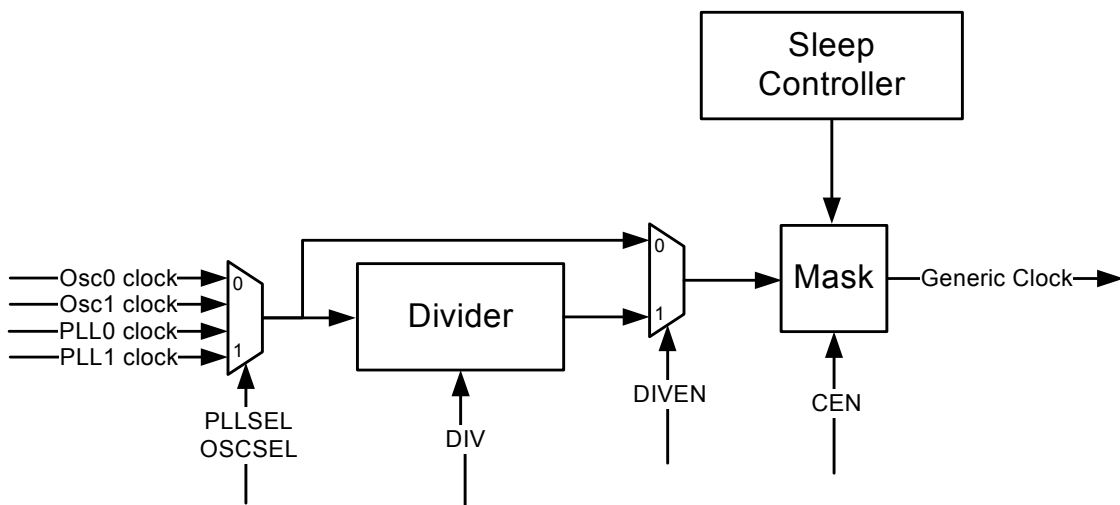 Sleep
Controller
0
Osc0 clock
0
Osc1 clock
Divider
Mask
Generic Clock
PLL0 clock
1
PLL1 clock
1
PLLSEL
OSCSEL
DIV
DIVEN
CEN